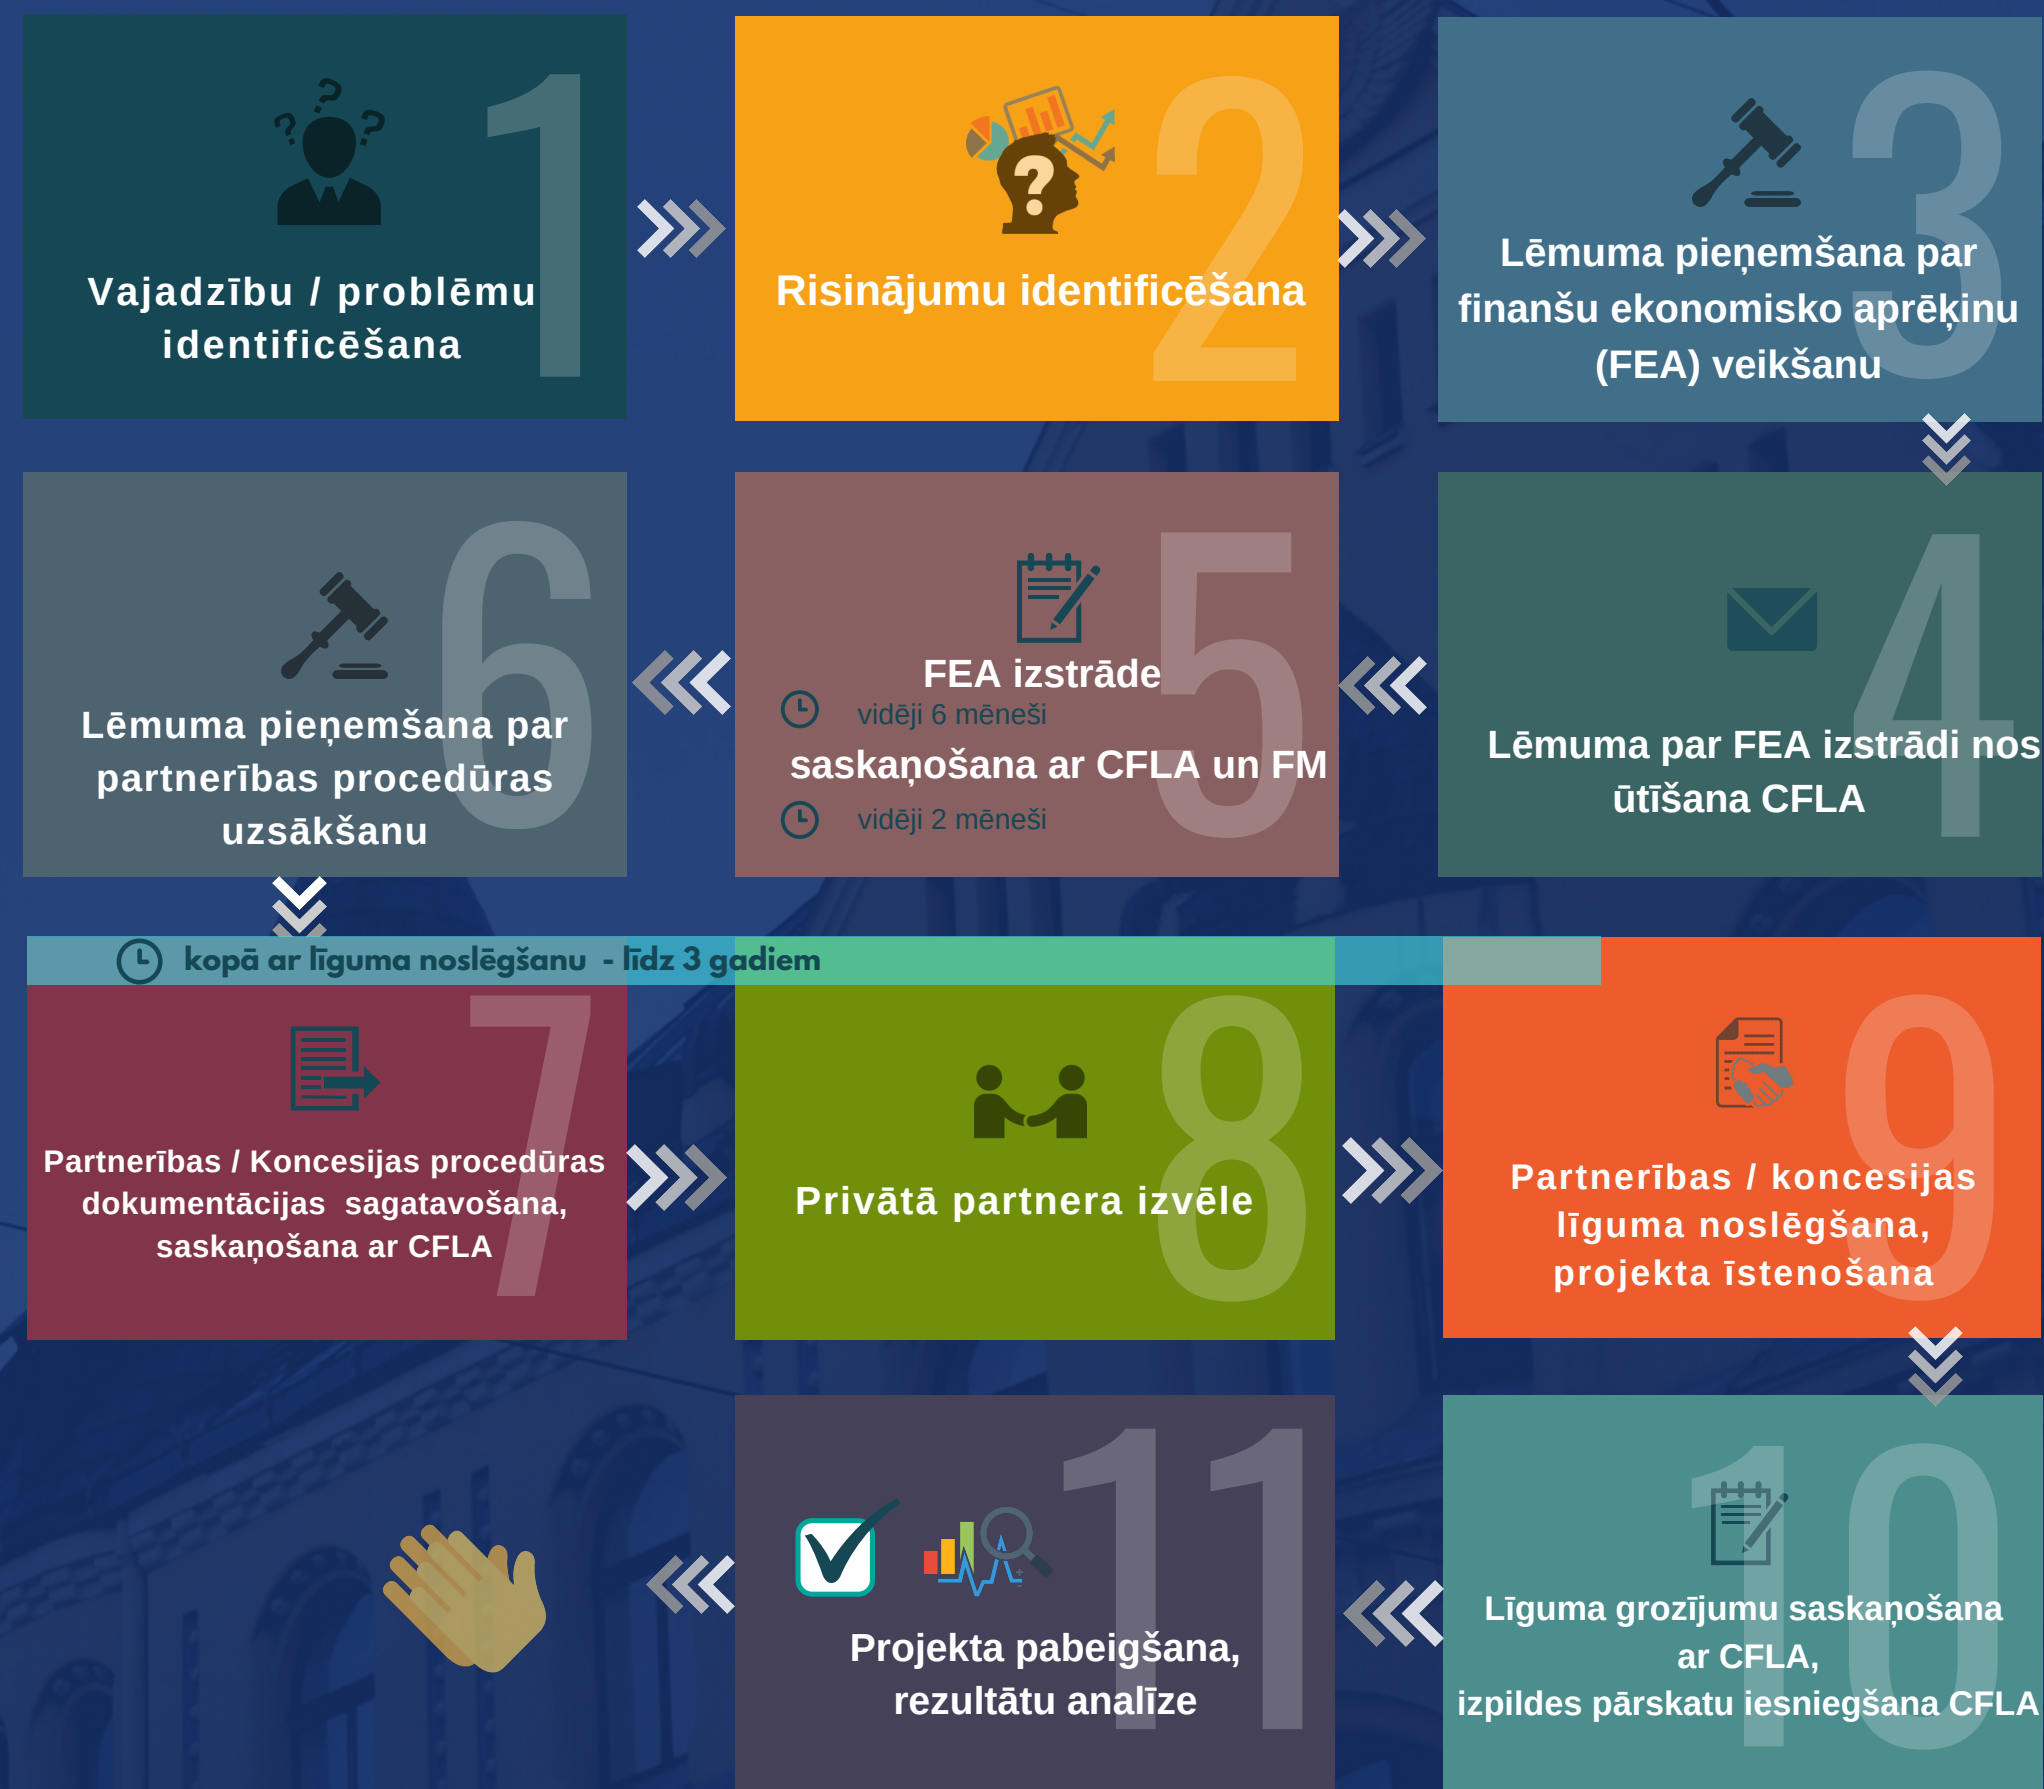 1
Vajadzību / problēmu
identificēšana
2
Risinājumu identificēšana
3
Lēmuma pieņemšana par
finanšu ekonomisko aprēķinu
(FEA) veikšanu
4
Lēmuma par FEA izstrādi nos
ūtīšana CFLA
5
FEA izstrāde
vidēji 6 mēneši
saskaņošana ar CFLA un FM
vidēji 2 mēneši
6
Lēmuma pieņemšana par
partnerības procedūras
uzsākšanu
kopā ar līguma noslēgšanu - līdz 3 gadiem
7
Partnerības / Koncesijas procedūras
dokumentācijas sagatavošana,
saskaņošana ar CFLA
8
Privātā partnera izvēle
9
Partnerības / koncesijas
līguma noslēgšana,
projekta īstenošana
10
Līguma grozījumu saskaņošana
ar CFLA,
izpildes pārskatu iesniegšana CFLA
11
Projekta pabeigšana,
rezultātu analīze